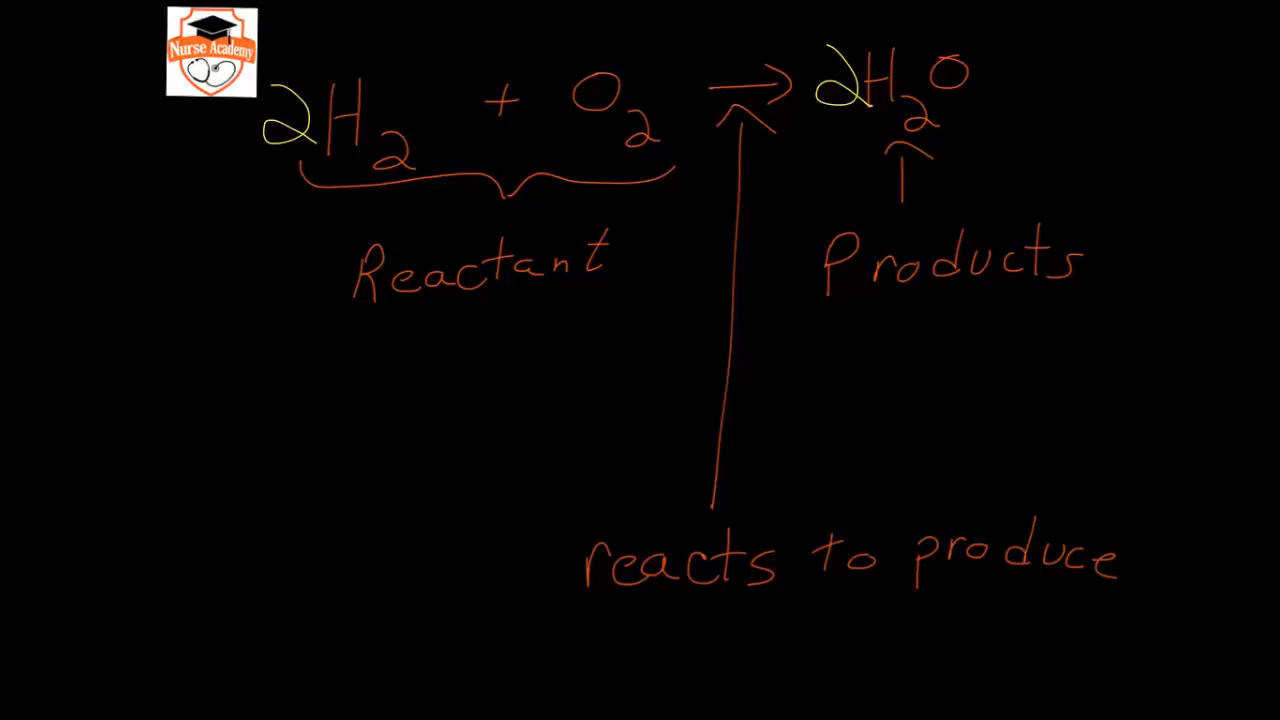 Nurse Academy
2H₂ + O₂ → 2H₂O
Reactant
Products
reacts to produce